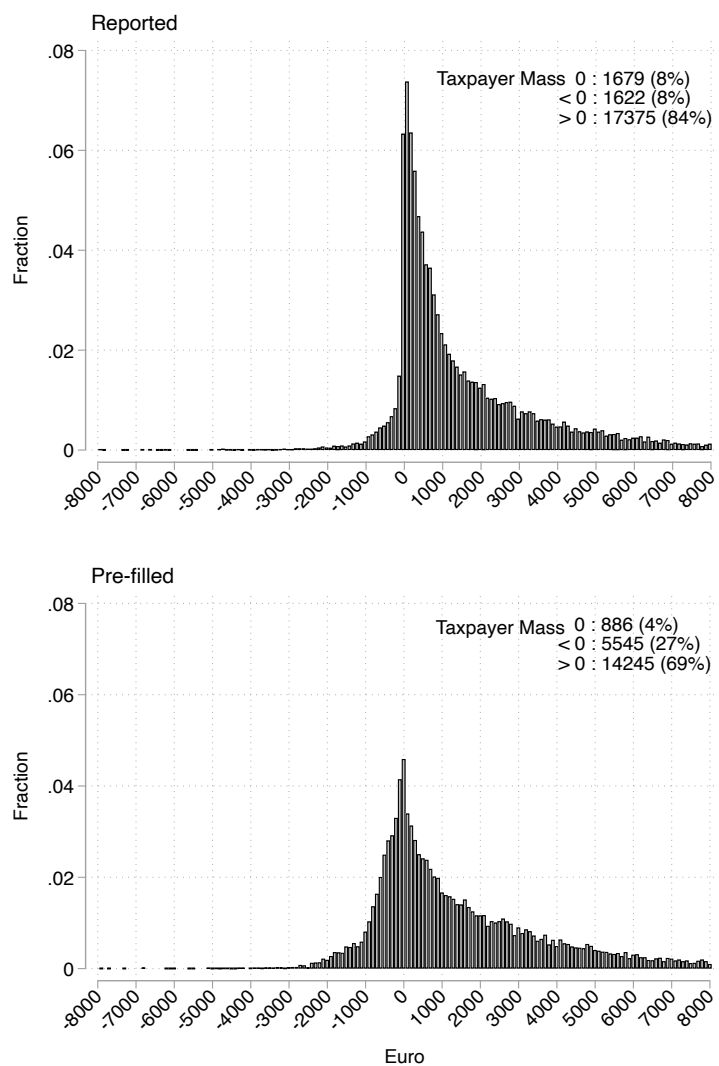 Reported
.08
Taxpayer Mass 0 : 1679 (8%)
< 0 : 1622 (8%)
> 0 : 17375 (84%)
.06
Fraction
.04
.02
0
-8000 -7000 -6000 -5000 -4000 -3000 -2000 -1000 0 1000 2000 3000 4000 5000 6000 7000 8000
Pre-filled
.08
Taxpayer Mass 0 : 886 (4%)
< 0 : 5545 (27%)
> 0 : 14245 (69%)
.06
Fraction
.04
.02
0
-8000 -7000 -6000 -5000 -4000 -3000 -2000 -1000 0 1000 2000 3000 4000 5000 6000 7000 8000
Euro